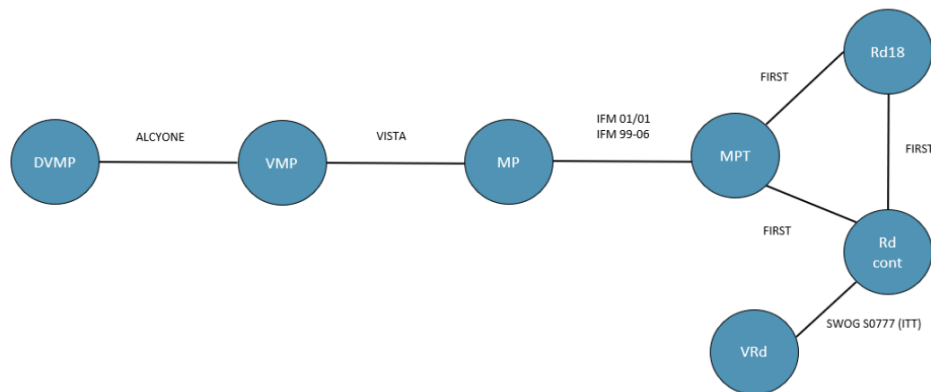 Rd18
FIRST
IFM 01/01
IFM 99-06
ALCYONE
VISTA
DVMP
VMP
MP
MPT
FIRST
FIRST
Rd
cont
SWOG S0777 (ITT)
VRd